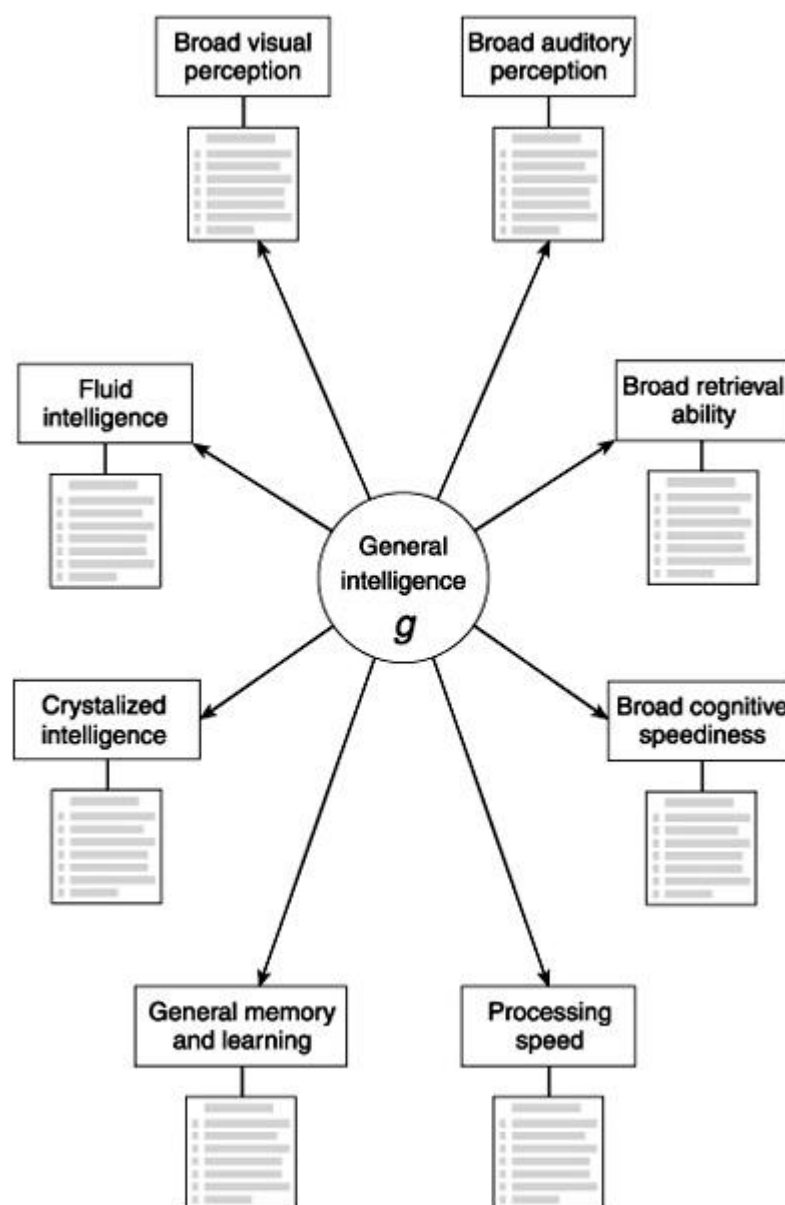 Broad visual
perception
Broad auditory
perception
Fluid
intelligence
Broad retrieval
ability
General
intelligence
g
Crystalized
intelligence
Broad cognitive
speediness
General memory
and learning
Processing
speed